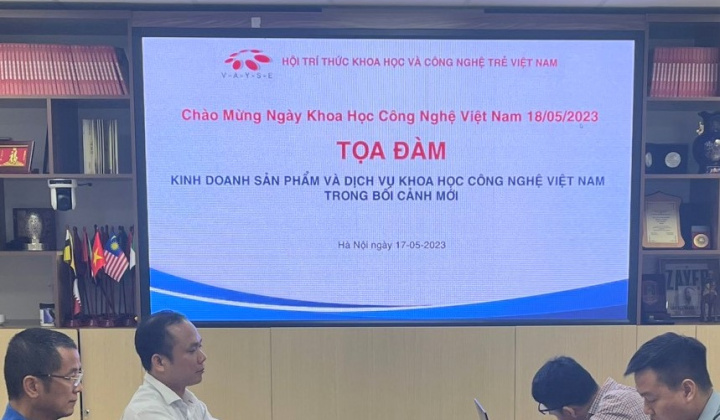 HỘI TRÍ THỨC KHOA HỌC VÀ CÔNG NGHỆ TRẺ VIỆT NAM
V-A-Y-S-E
Chào Mừng Ngày Khoa Học Công Nghệ Việt Nam 18/05/2023
TỌA ĐÀM
KINH DOANH SẢN PHẨM VÀ DỊCH VỤ KHOA HỌC CÔNG NGHỆ VIỆT NAM
TRONG BỐI CẢNH MỚI
Hà Nội ngày 17-05-2023